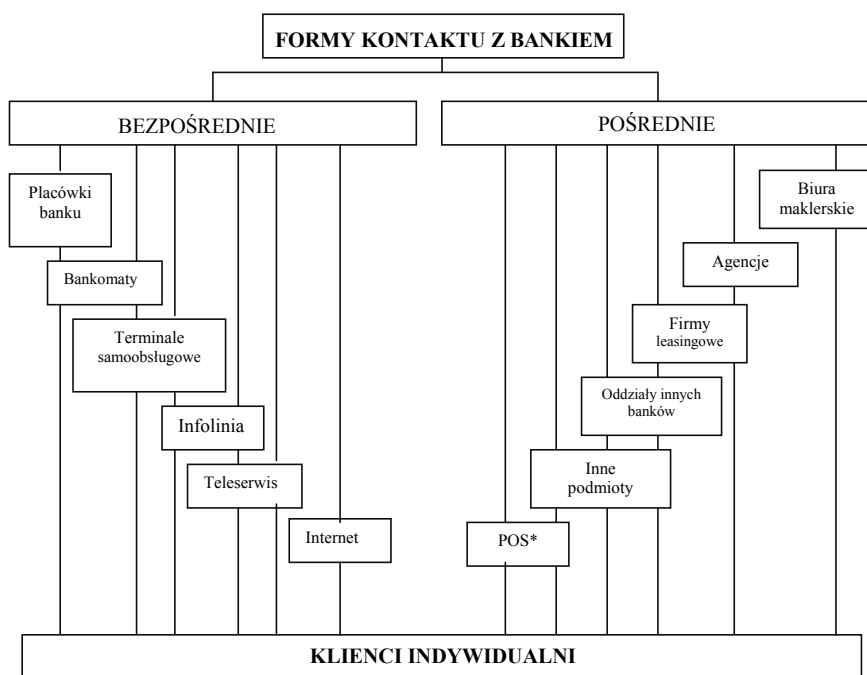 FORMY KONTAKTU Z BANKIEM
BEZPOŚREDNIE
POŚREDNIE
Placówki
banku
Bankomaty
Terminale
samoobsługowe
Infolinia
Teleserwis
Internet
Biura
maklerskie
Agencje
Firmy
leasingowe
Oddziały innych
banków
Inne
podmioty
POS*
KLIENCI INDYWIDUALNI